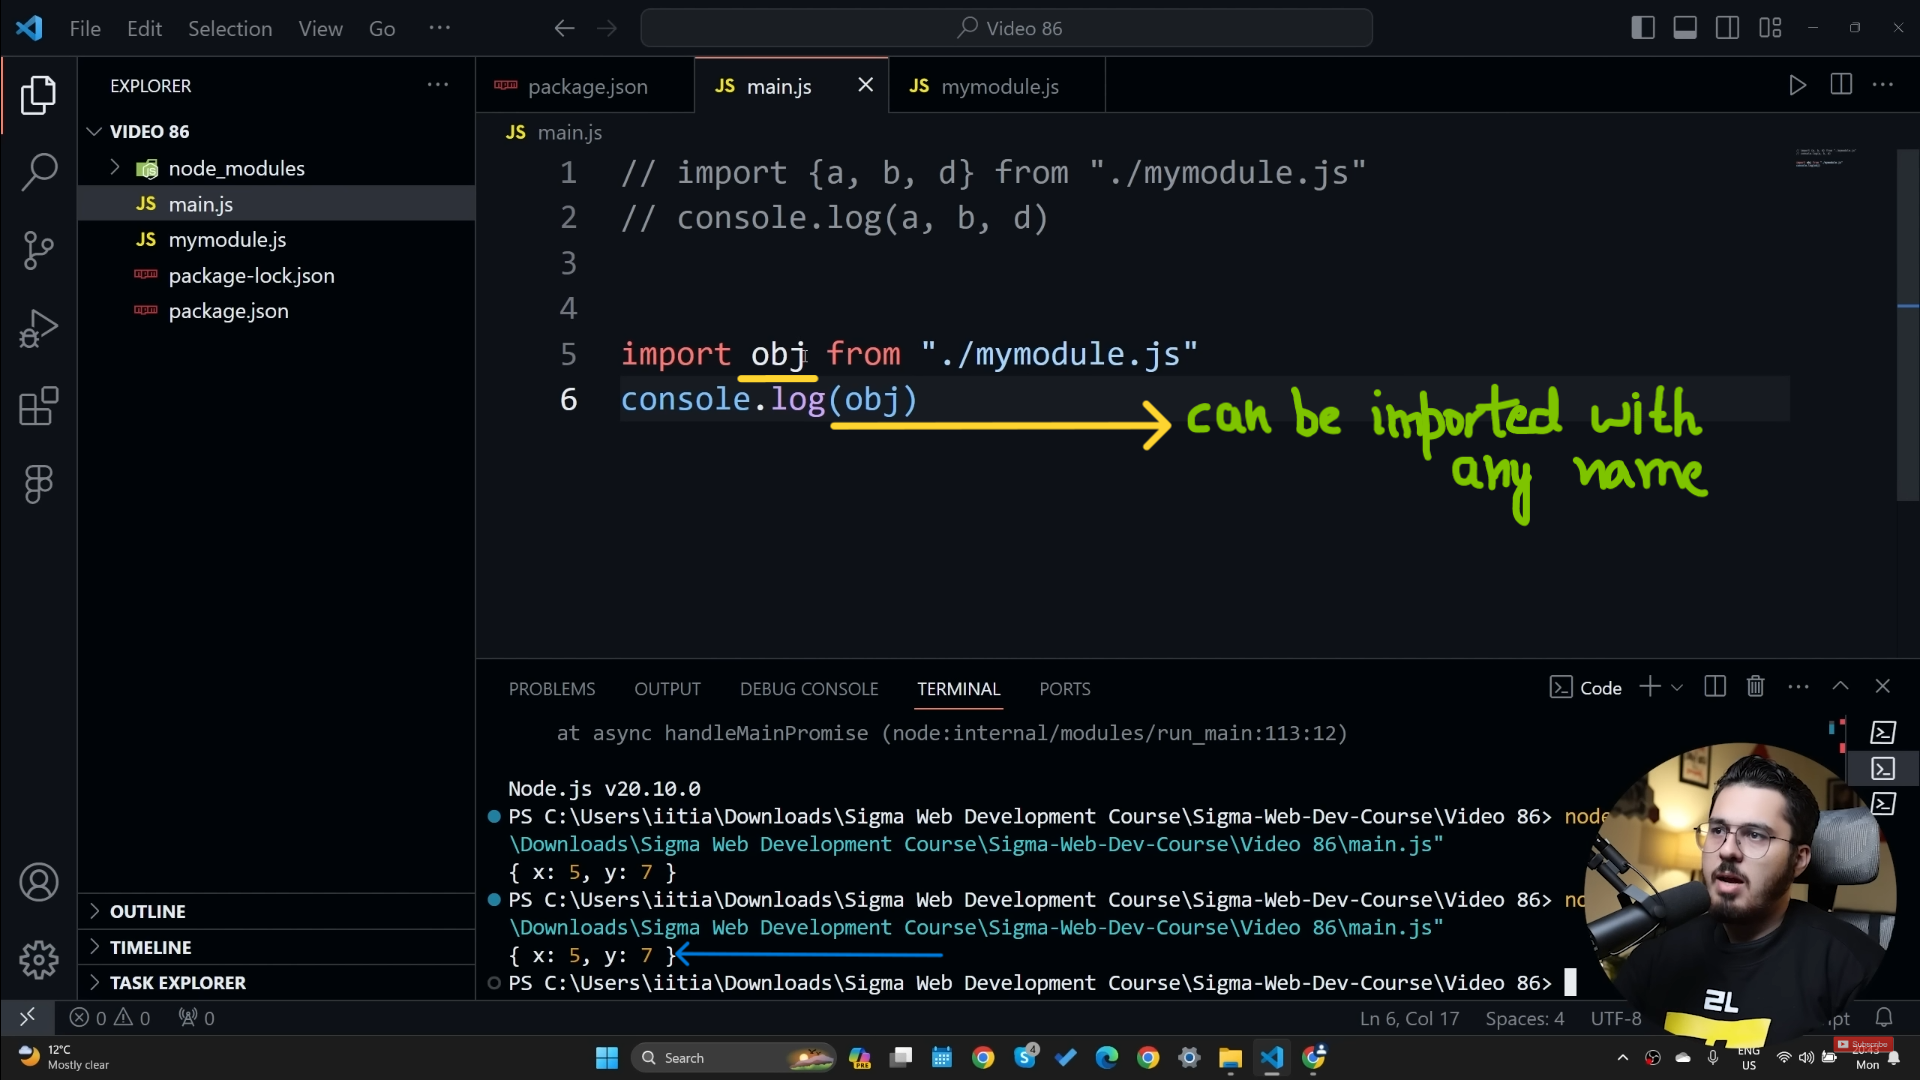 File Edit Selection View Go ···
Video 86
EXPLORER ···
VIDEO 86
node_modules
JS main.js
JS mymodule.js
package-lock.json
package.json
OUTLINE
TIMELINE
TASK EXPLORER
package.json
JS main.js
JS mymodule.js
JS main.js
1 // import {a, b, d} from "./mymodule.js"
2 // console.log(a, b, d)
3
4
5 import obj from "./mymodule.js"
6 console.log(obj)
can be imported with
any name
PROBLEMS OUTPUT DEBUG CONSOLE TERMINAL PORTS
Code
at async handleMainPromise (node:internal/modules/run_main:113:12)
Node.js v20.10.0
PS C:\Users\iitia\Downloads\Sigma Web Development Course\Sigma-Web-Dev-Course\Video 86> node
\Downloads\Sigma Web Development Course\Sigma-Web-Dev-Course\Video 86\main.js"
{ x: 5, y: 7 }
PS C:\Users\iitia\Downloads\Sigma Web Development Course\Sigma-Web-Dev-Course\Video 86> no
\Downloads\Sigma Web Development Course\Sigma-Web-Dev-Course\Video 86\main.js"
{ x: 5, y: 7 }
PS C:\Users\iitia\Downloads\Sigma Web Development Course\Sigma-Web-Dev-Course\Video 86>
0 0 0
Ln 6, Col 17 Spaces: 4 UTF-8
12°C
Mostly clear
Search
PRE
4
ENG
US
Subscribe
Mon